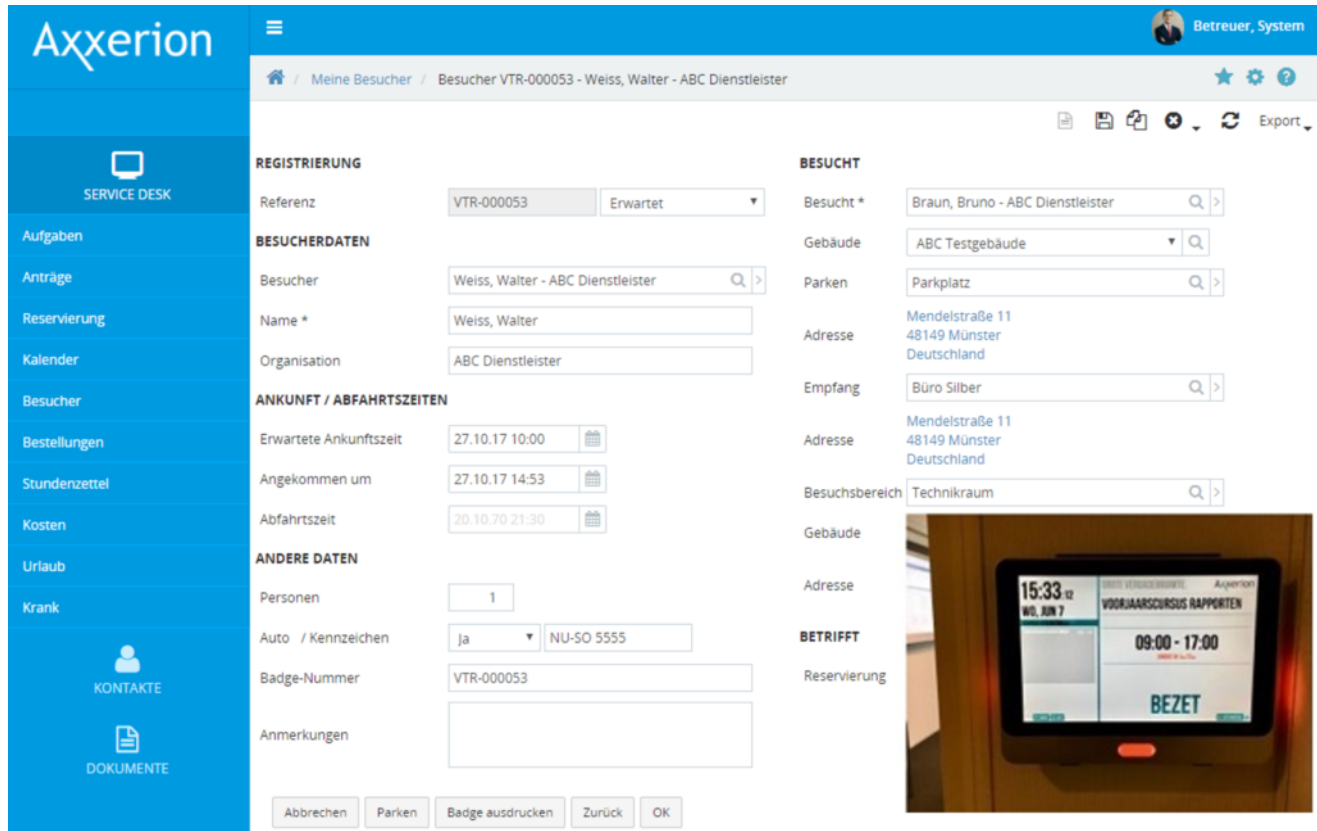 Axxerion
Betreuer, System
/ Meine Besucher / Besucher VTR-000053 - Weiss, Walter - ABC Dienstleister
Export
SERVICE DESK
Aufgaben
Anträge
Reservierung
Kalender
Besucher
Bestellungen
Stundenzettel
Kosten
Urlaub
Krank
KONTAKTE
DOKUMENTE
REGISTRIERUNG
Referenz VTR-000053 Erwartet
BESUCHERDATEN
Besucher Weiss, Walter - ABC Dienstleister
Name * Weiss, Walter
Organisation ABC Dienstleister
ANKUNFT / ABFAHRTSZEITEN
Erwartete Ankunftszeit 27.10.17 10:00
Angekommen um 27.10.17 14:53
Abfahrtszeit 20.10.70 21:30
ANDERE DATEN
Personen 1
Auto / Kennzeichen Ja NU-SO 5555
Badge-Nummer VTR-000053
Anmerkungen
Abbrechen Parken Badge ausdrucken Zurück OK
BESUCHT
Besucht * Braun, Bruno - ABC Dienstleister
Gebäude ABC Testgebäude
Parken Parkplatz
Adresse
Mendelstraße 11
48149 Münster
Deutschland
Empfang Büro Silber
Adresse
Mendelstraße 11
48149 Münster
Deutschland
Besuchsbereich Technikraum
Gebäude
Adresse
BETRIFFT
Reservierung
15:33:12
WO, JUN 7
Axxerion
VOORJAARSCURSUS RAPPORTEN
09:00 - 17:00
BEZET